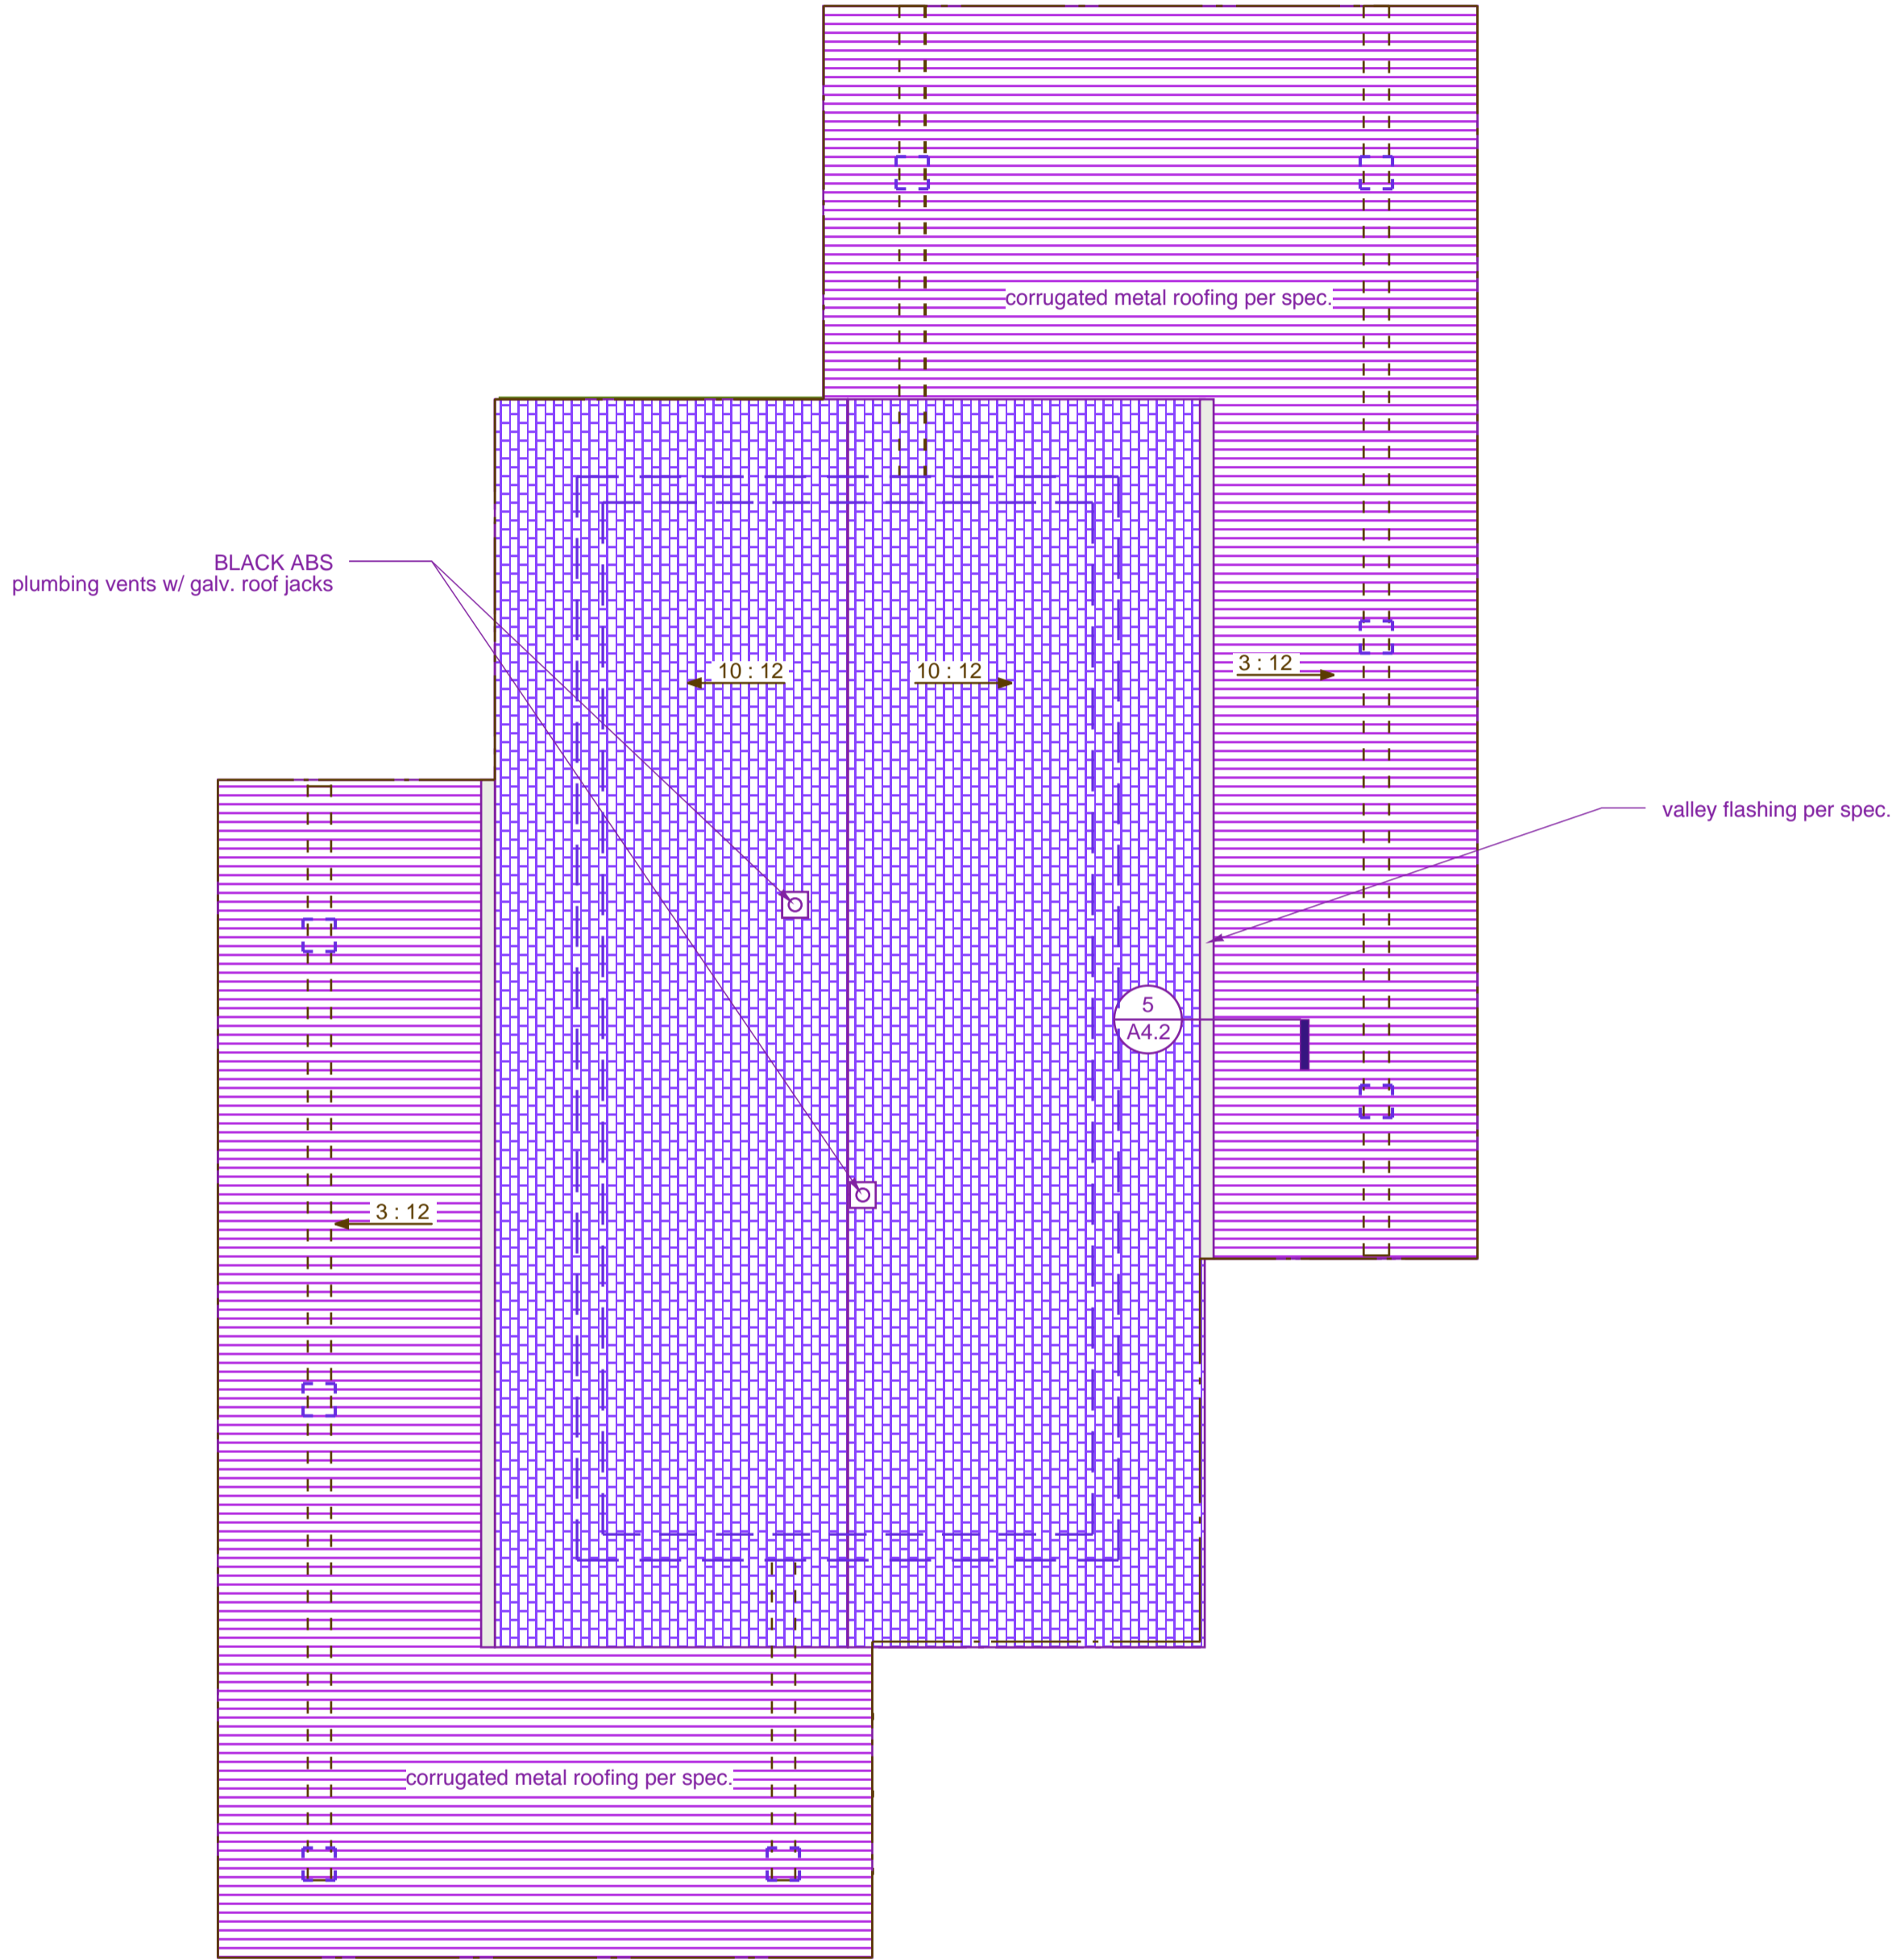 corrugated metal roofing per spec.
BLACK ABS
plumbing vents w/ galv. roof jacks
10 : 12
10 : 12
3 : 12
valley flashing per spec.
5
A4.2
3 : 12
corrugated metal roofing per spec.